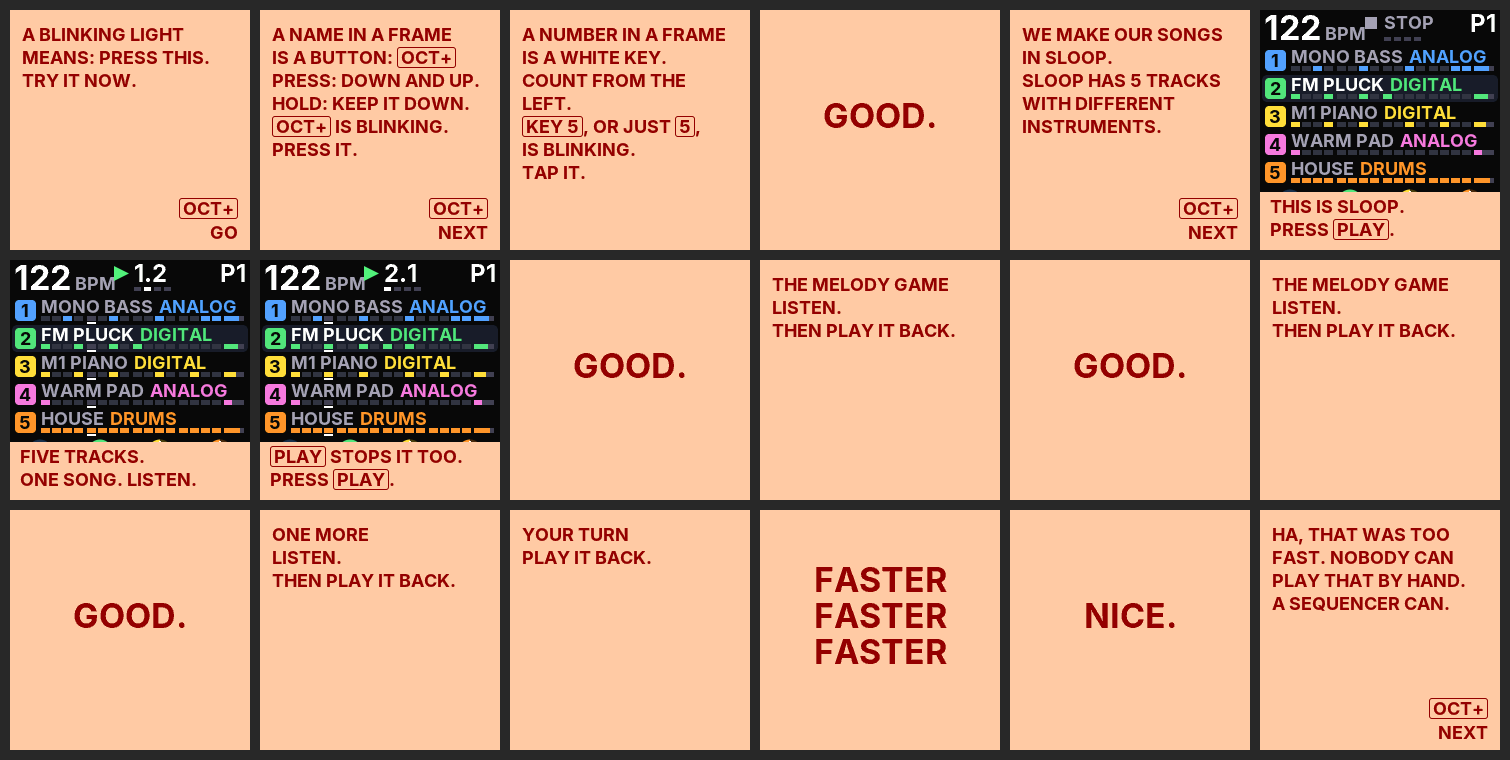 A BLINKING LIGHT
MEANS: PRESS THIS.
TRY IT NOW.
OCT+
GO
A NAME IN A FRAME
IS A BUTTON: OCT+
PRESS: DOWN AND UP.
HOLD: KEEP IT DOWN.
OCT+ IS BLINKING.
PRESS IT.
OCT+
NEXT
A NUMBER IN A FRAME
IS A WHITE KEY.
COUNT FROM THE
LEFT.
KEY 5, OR JUST 5,
IS BLINKING.
TAP IT.
GOOD.
WE MAKE OUR SONGS
IN SLOOP.
SLOOP HAS 5 TRACKS
WITH DIFFERENT
INSTRUMENTS.
OCT+
NEXT
122 BPM STOP P1
1 MONO BASS ANALOG
2 FM PLUCK DIGITAL
3 M1 PIANO DIGITAL
4 WARM PAD ANALOG
5 HOUSE DRUMS
THIS IS SLOOP.
PRESS PLAY.
122 BPM 1.2 P1
1 MONO BASS ANALOG
2 FM PLUCK DIGITAL
3 M1 PIANO DIGITAL
4 WARM PAD ANALOG
5 HOUSE DRUMS
FIVE TRACKS.
ONE SONG. LISTEN.
122 BPM 2.1 P1
1 MONO BASS ANALOG
2 FM PLUCK DIGITAL
3 M1 PIANO DIGITAL
4 WARM PAD ANALOG
5 HOUSE DRUMS
PLAY STOPS IT TOO.
PRESS PLAY.
GOOD.
THE MELODY GAME
LISTEN.
THEN PLAY IT BACK.
GOOD.
THE MELODY GAME
LISTEN.
THEN PLAY IT BACK.
GOOD.
ONE MORE
LISTEN.
THEN PLAY IT BACK.
YOUR TURN
PLAY IT BACK.
FASTER
FASTER
FASTER
NICE.
HA, THAT WAS TOO
FAST. NOBODY CAN
PLAY THAT BY HAND.
A SEQUENCER CAN.
OCT+
NEXT